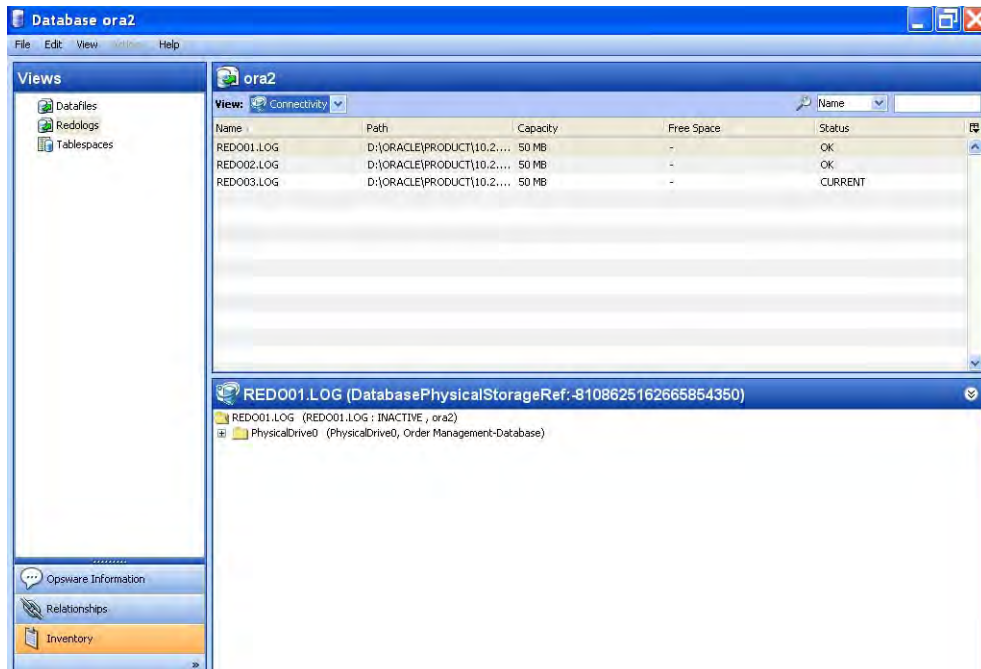 Database ora2
File Edit View Help
Views
Datafiles
Redologs
Tablespaces
Opsware Information
Relationships
Inventory
»
ora2
View: Connectivity Name
Name Path Capacity Free Space Status
REDO01.LOG D:\ORACLE\PRODUCT\10.2.... 50 MB - OK
REDO02.LOG D:\ORACLE\PRODUCT\10.2.... 50 MB - OK
REDO03.LOG D:\ORACLE\PRODUCT\10.2.... 50 MB - CURRENT
REDO01.LOG (DatabasePhysicalStorageRef:-8108625162665854350)
REDO01.LOG (REDO01.LOG : INACTIVE , ora2)
PhysicalDrive0 (PhysicalDrive0, Order Management-Database)